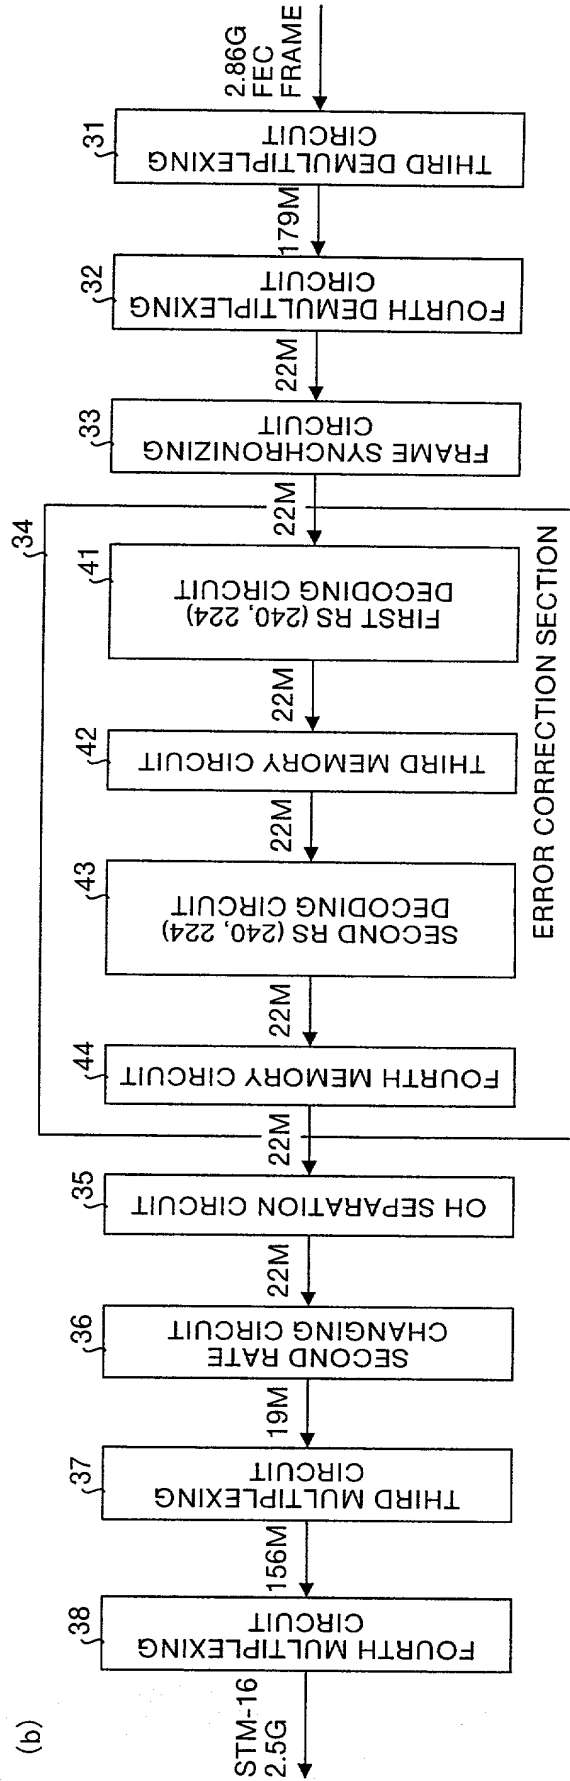 (b)
2.86G
FEC
FRAME
31
THIRD DEMULTIPLEXING
CIRCUIT
179M
32
FOURTH DEMULTIPLEXING
CIRCUIT
22M
33
FRAME SYNCHRONIZING
CIRCUIT
22M
34
41
FIRST RS (240, 224)
DECODING CIRCUIT
22M
42
THIRD MEMORY CIRCUIT
22M
43
SECOND RS (240, 224)
DECODING CIRCUIT
22M
44
FOURTH MEMORY CIRCUIT
ERROR CORRECTION SECTION
22M
35
OH SEPARATION CIRCUIT
22M
36
SECOND RATE
CHANGING CIRCUIT
19M
37
THIRD MULTIPLEXING
CIRCUIT
156M
38
FOURTH MULTIPLEXING
CIRCUIT
STM-16
2.5G